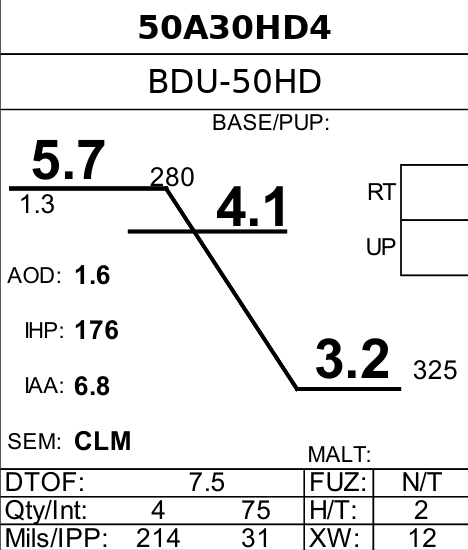 50A30HD4
BDU-50HD
BASE/PUP:
5.7
280
1.3
4.1
RT
UP
AOD: 1.6
IHP: 176
IAA: 6.8
3.2 325
SEM: CLM
MALT:
DTOF: 7.5 FUZ: N/T
Qty/Int: 4 75 H/T: 2
Mils/IPP: 214 31 XW: 12